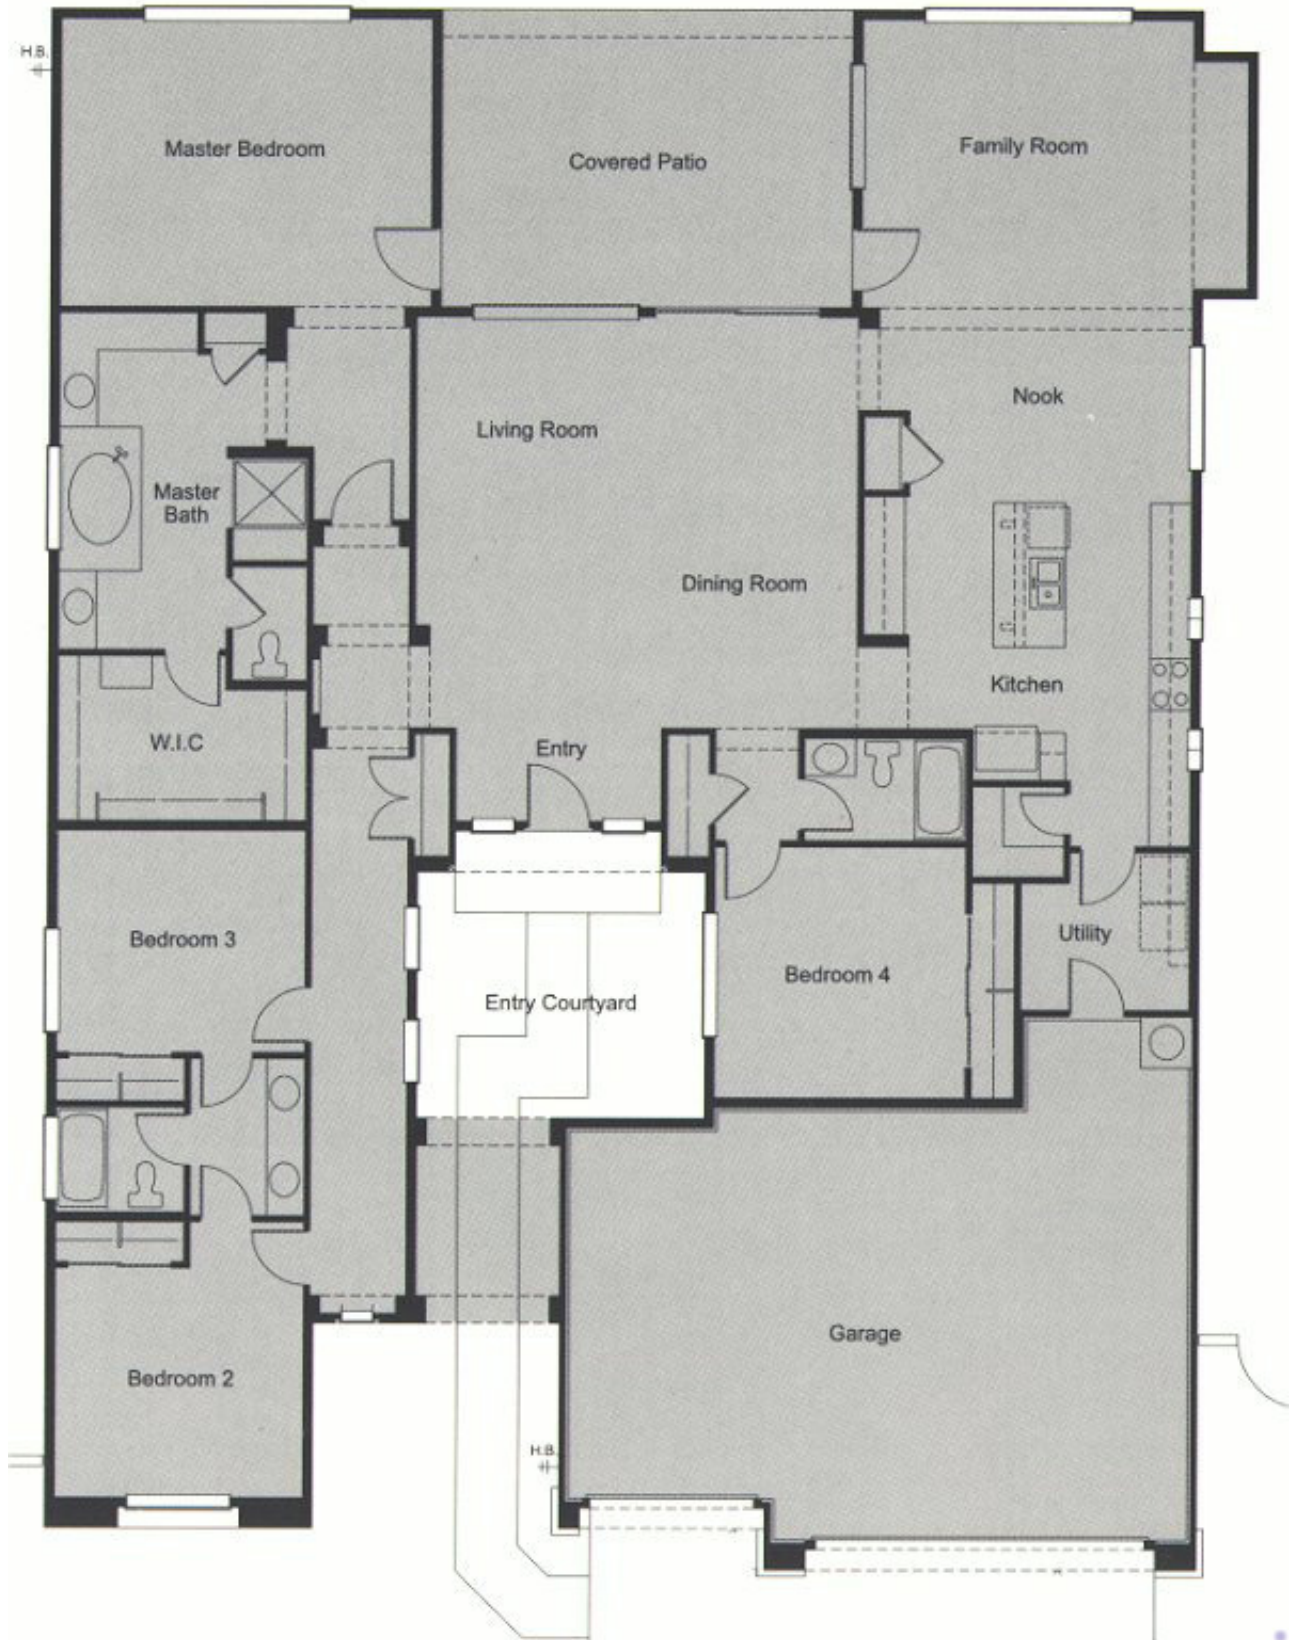 H.B.
Master Bedroom
Covered Patio
Family Room
Nook
Living Room
Master
Bath
Dining Room
Kitchen
W.I.C
Entry
Utility
Bedroom 3
Bedroom 4
Entry Courtyard
Garage
Bedroom 2
H.B.